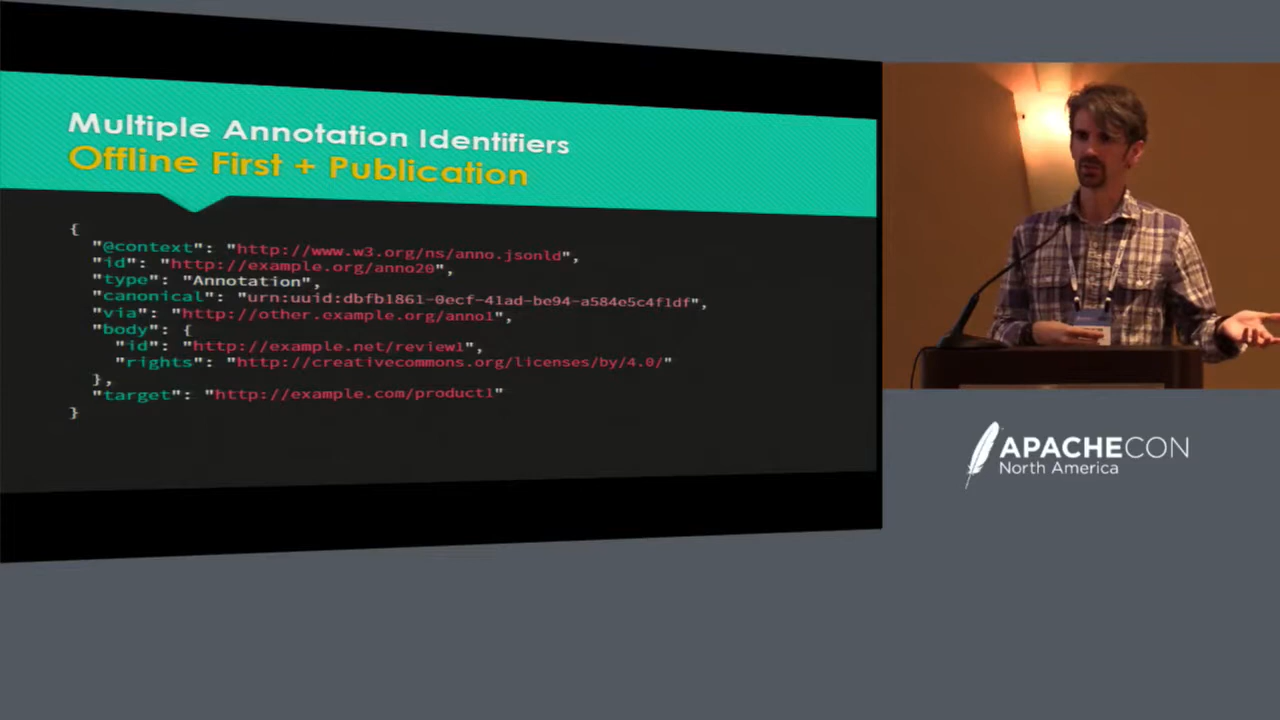 Multiple Annotation Identifiers
Offline First + Publication
{
"@context": "http://www.w3.org/ns/anno.jsonld",
"id": "http://example.org/anno20",
"type": "Annotation",
"canonical": "urn:uuid:dbfb1861-0ecf-41ad-be94-a584e5c4f1df",
"via": "http://other.example.org/anno1",
"body": {
"id": "http://example.net/review1",
"rights": "http://creativecommons.org/licenses/by/4.0/"
},
"target": "http://example.com/product1"
}
APACHECON
North America